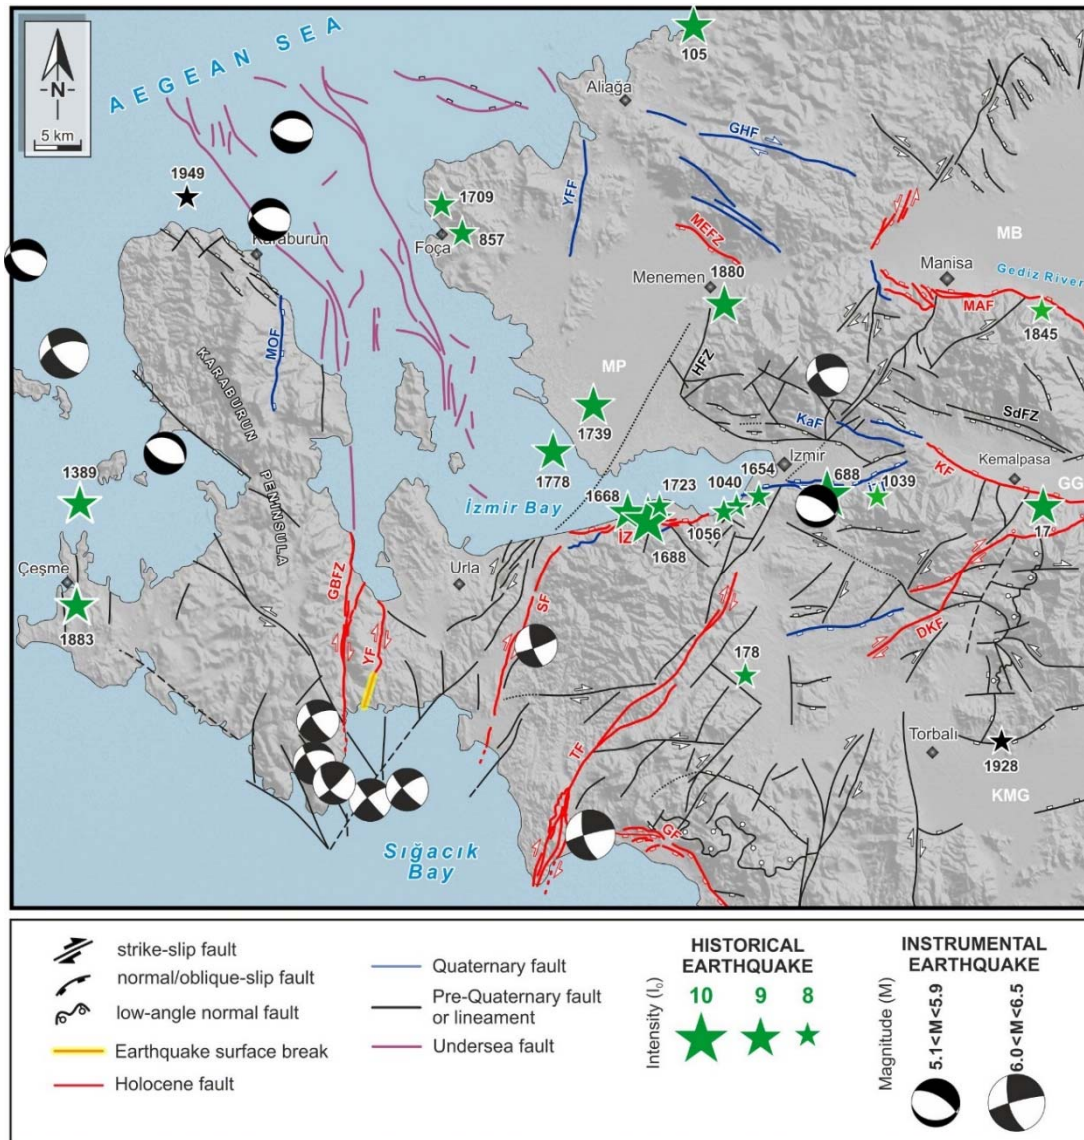 AEGEAN SEA
N
5 km
105
Aliağa
GHF
1949
1709
YFF
Foça
857
Karaburun
MEFZ
MB
Menemen
1880
Manisa
Gediz River
MAF
1845
MOF
KARABURUN PENINSULA
MP
HFZ
1739
KaF
SdFZ
1778
İzmir
Kemalpasa
KF
GG
1389
1654
688
1039
1668
1723
1040
İzmir Bay
1056
İZ
1688
17
Çeşme
Urla
GBFZ
SF
1883
YF
DKF
178
TF
Torbalı
1928
KMG
Sığacık
Bay
GF
strike-slip fault
normal/oblique-slip fault
low-angle normal fault
Earthquake surface break
Holocene fault
Quaternary fault
Pre-Quaternary fault
or lineament
Undersea fault
HISTORICAL
EARTHQUAKE
Intensity (I₀)
10 9 8
INSTRUMENTAL
EARTHQUAKE
Magnitude (M)
5.1<M<5.9
6.0<M<6.5